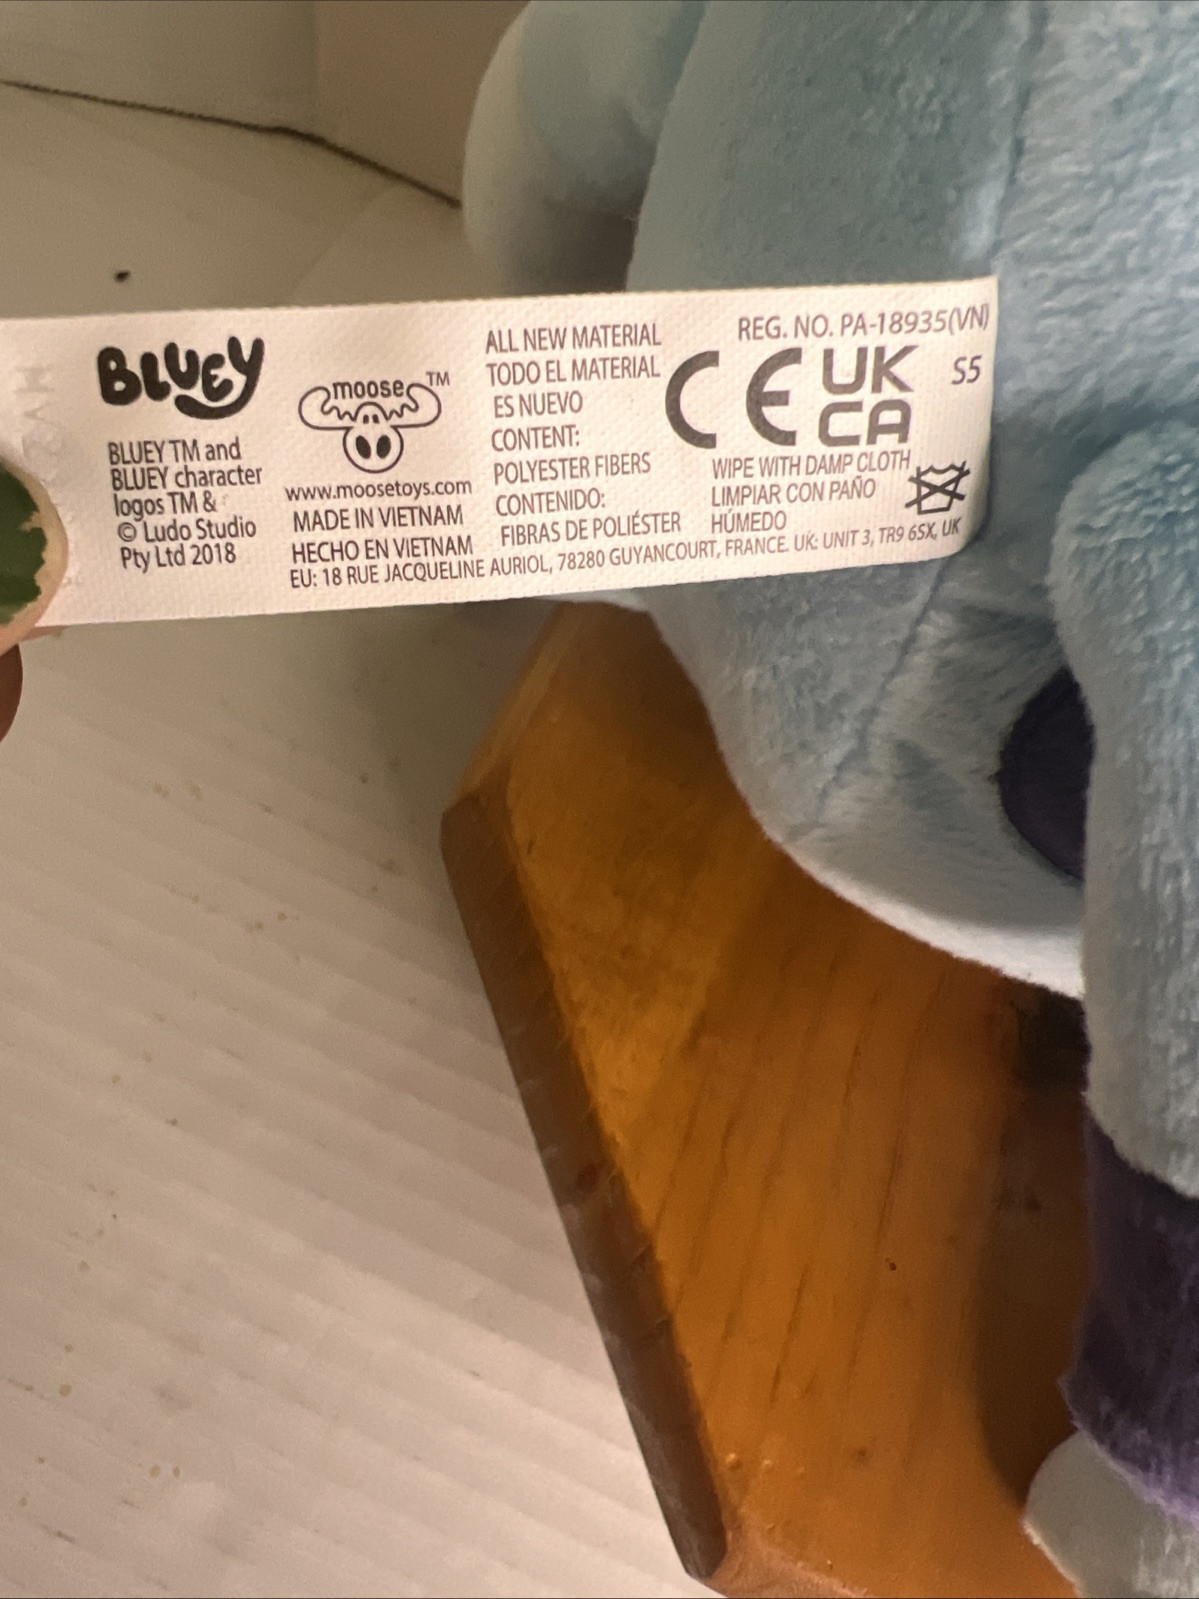 BLUEY
BLUEY TM and
BLUEY character
logos TM &
© Ludo Studio
Pty Ltd 2018
moose TM
www.moosetoys.com
MADE IN VIETNAM
HECHO EN VIETNAM
ALL NEW MATERIAL
TODO EL MATERIAL
ES NUEVO
CONTENT:
POLYESTER FIBERS
CONTENIDO:
FIBRAS DE POLIÉSTER
REG. NO. PA-18935(VN)
CE UK
CA
S5
WIPE WITH DAMP CLOTH
LIMPIAR CON PAÑO
HÚMEDO
EU: 18 RUE JACQUELINE AURIOL, 78280 GUYANCOURT, FRANCE. UK: UNIT 3, TR9 6SX, UK